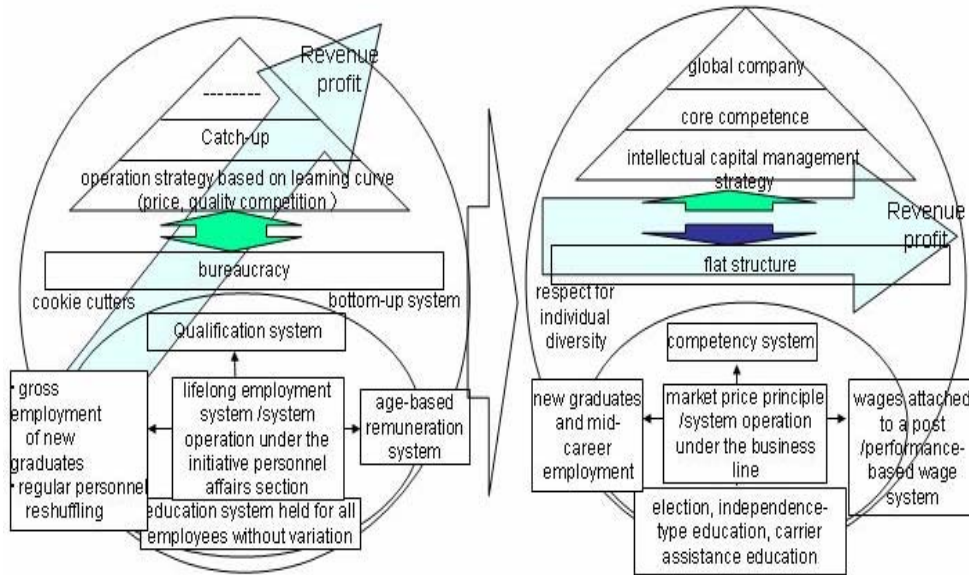 Revenue
profit
--------
Catch-up
operation strategy based on learning curve
(price, quality competition )
bureaucracy
cookie cutters
bottom-up system
Qualification system
• gross
employment
of new
graduates
• regular personnel
reshuffling
lifelong employment
system /system
operation under the
initiative personnel
affairs section
age-based
remuneration
system
education system held for all
employees without variation
global company
core competence
intellectual capital management
strategy
Revenue
profit
flat structure
respect for
individual
diversity
competency system
new graduates
and mid-
career
employment
market price principle
/system operation
under the business
line
wages attached
to a post
/performance-
based wage
system
election, independence-
type education, carrier
assistance education